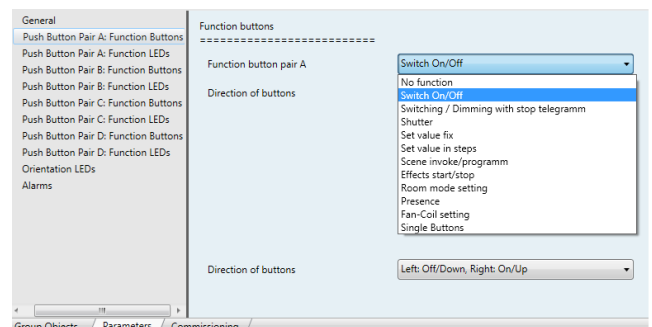 General
Push Button Pair A: Function Buttons
Push Button Pair A: Function LEDs
Push Button Pair B: Function Buttons
Push Button Pair B: Function LEDs
Push Button Pair C: Function Buttons
Push Button Pair C: Function LEDs
Push Button Pair D: Function Buttons
Push Button Pair D: Function LEDs
Orientation LEDs
Alarms
Function buttons
==========================
Function button pair A
Switch On/Off
Direction of buttons
No function
Switch On/Off
Switching / Dimming with stop telegramm
Shutter
Set value fix
Set value in steps
Scene invoke/programm
Effects start/stop
Room mode setting
Presence
Fan-Coil setting
Single Buttons
Direction of buttons
Left: Off/Down, Right: On/Up
Group Objects / Parameters / Commissioning /